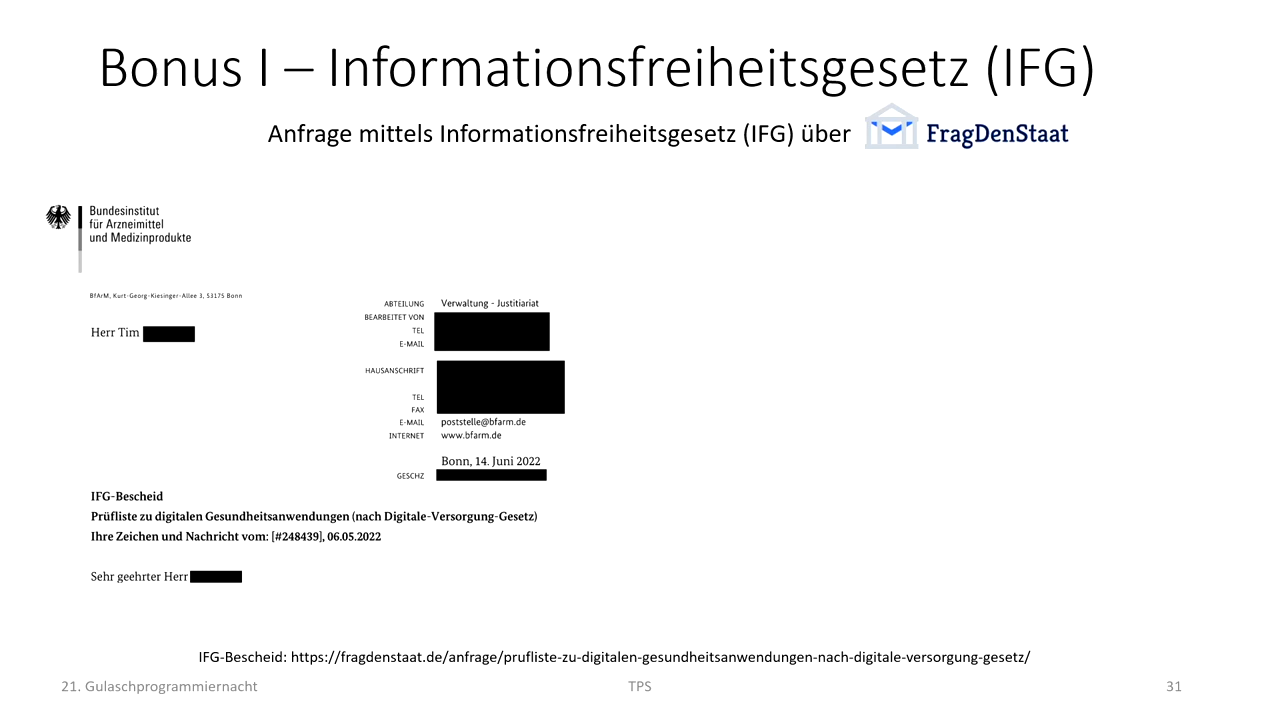 Bonus I – Informationsfreiheitsgesetz (IFG)
Anfrage mittels Informationsfreiheitsgesetz (IFG) über FragDenStaat
Bundesinstitut
für Arzneimittel
und Medizinprodukte
BfArM, Kurt-Georg-Kiesinger-Allee 3, 53175 Bonn
Herr Tim
ABTEILUNG Verwaltung - Justitiariat
BEARBEITET VON
TEL
E-MAIL
HAUSANSCHRIFT
TEL
FAX
E-MAIL poststelle@bfarm.de
INTERNET www.bfarm.de
Bonn, 14. Juni 2022
GESCHZ
IFG-Bescheid
Prüfliste zu digitalen Gesundheitsanwendungen (nach Digitale-Versorgung-Gesetz)
Ihre Zeichen und Nachricht vom: [#248439], 06.05.2022
Sehr geehrter Herr
IFG-Bescheid: https://fragdenstaat.de/anfrage/prufliste-zu-digitalen-gesundheitsanwendungen-nach-digitale-versorgung-gesetz/
21. Gulaschprogrammiernacht TPS 31